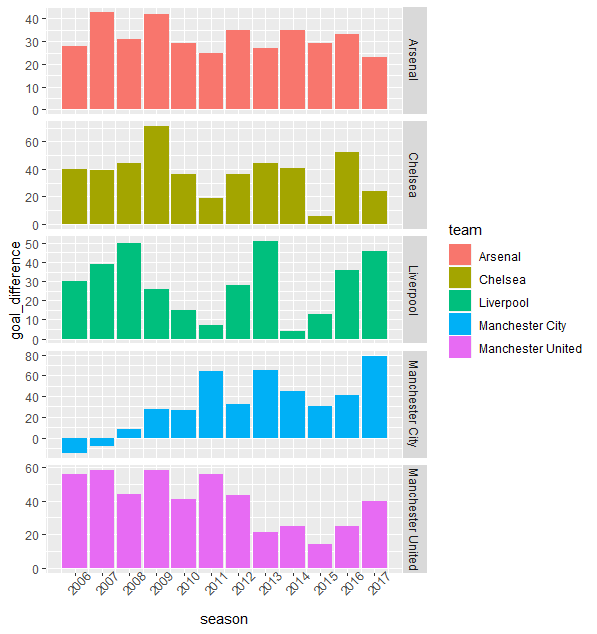 40
30
20
10
0
Arsenal
60
40
20
0
Chelsea
50
40
30
20
10
0
Liverpool
80
60
40
20
0
Manchester City
60
40
20
0
Manchester United
goal_difference
2006 2007 2008 2009 2010 2011 2012 2013 2014 2015 2016 2017
season
team
Arsenal
Chelsea
Liverpool
Manchester City
Manchester United